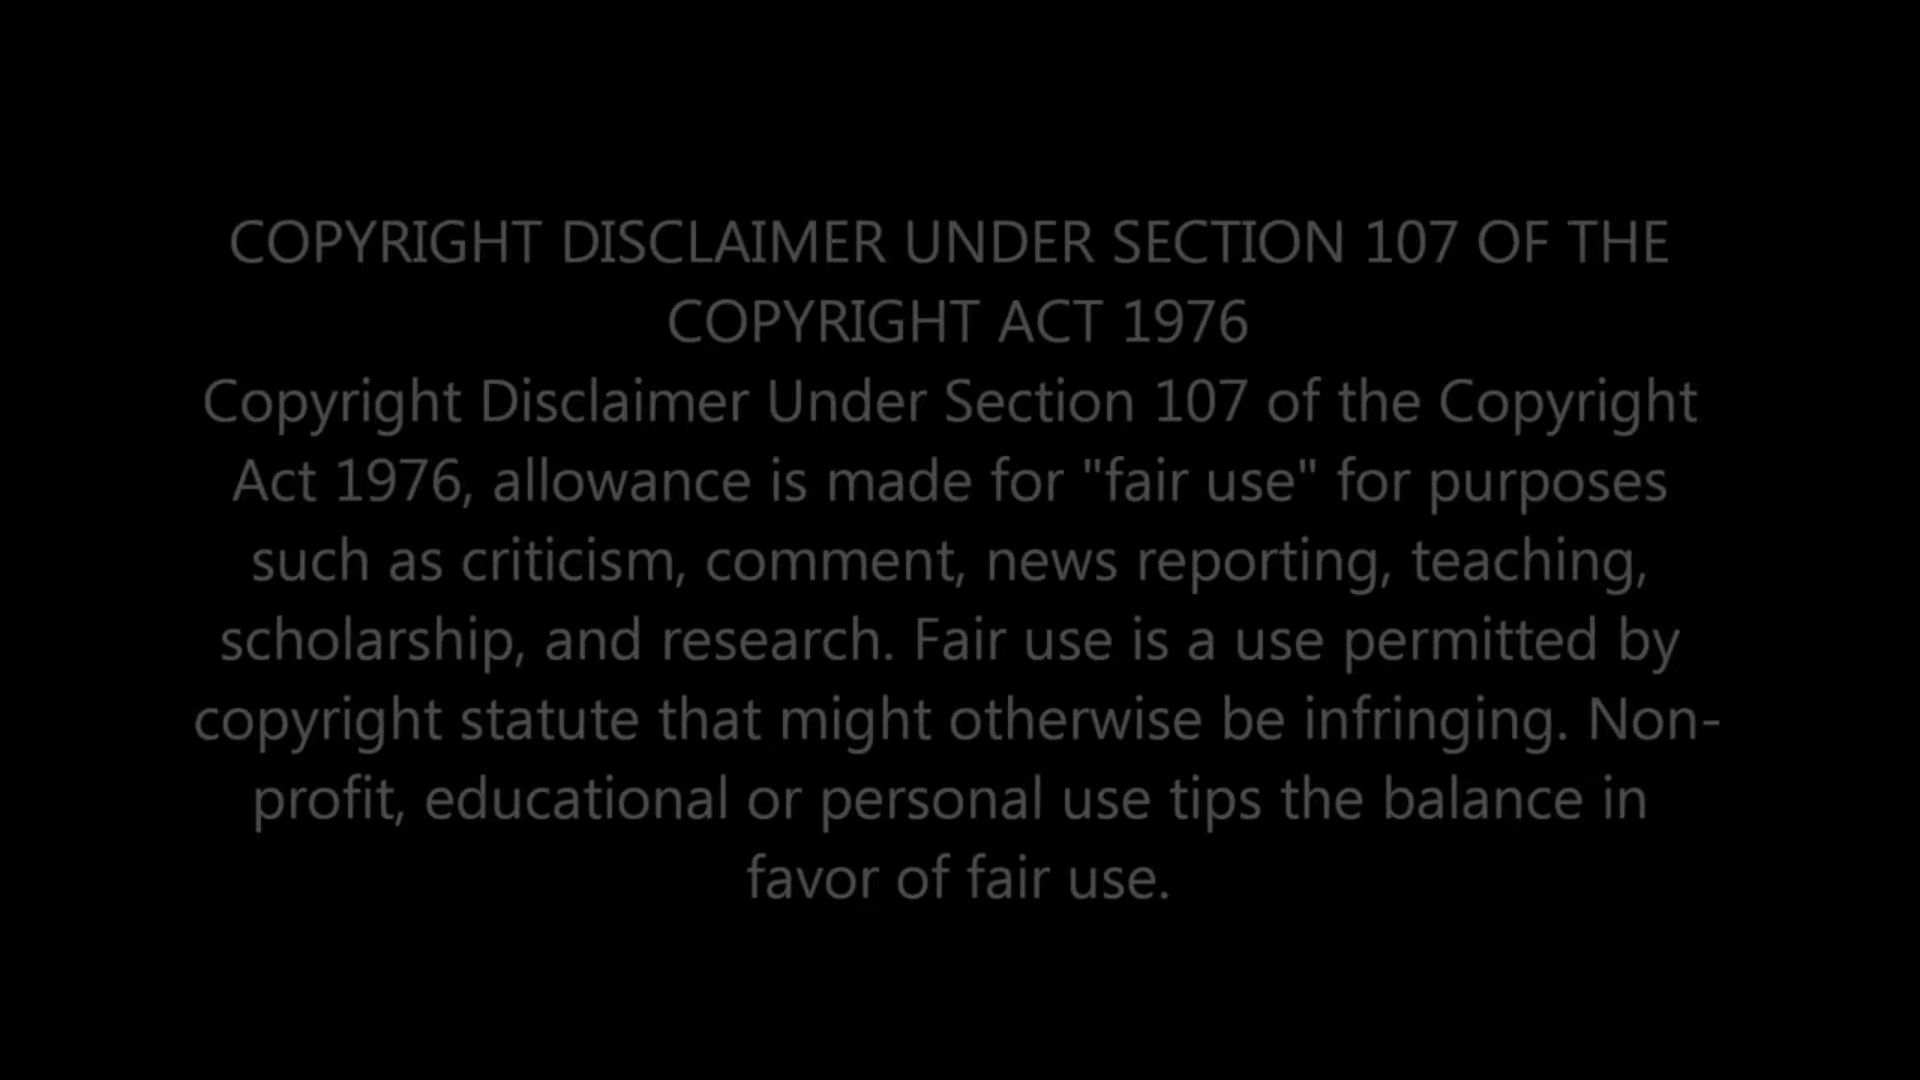 COPYRIGHT DISCLAIMER UNDER SECTION 107 OF THE
COPYRIGHT ACT 1976
Copyright Disclaimer Under Section 107 of the Copyright
Act 1976, allowance is made for "fair use" for purposes
such as criticism, comment, news reporting, teaching,
scholarship, and research. Fair use is a use permitted by
copyright statute that might otherwise be infringing. Non-
profit, educational or personal use tips the balance in
favor of fair use.